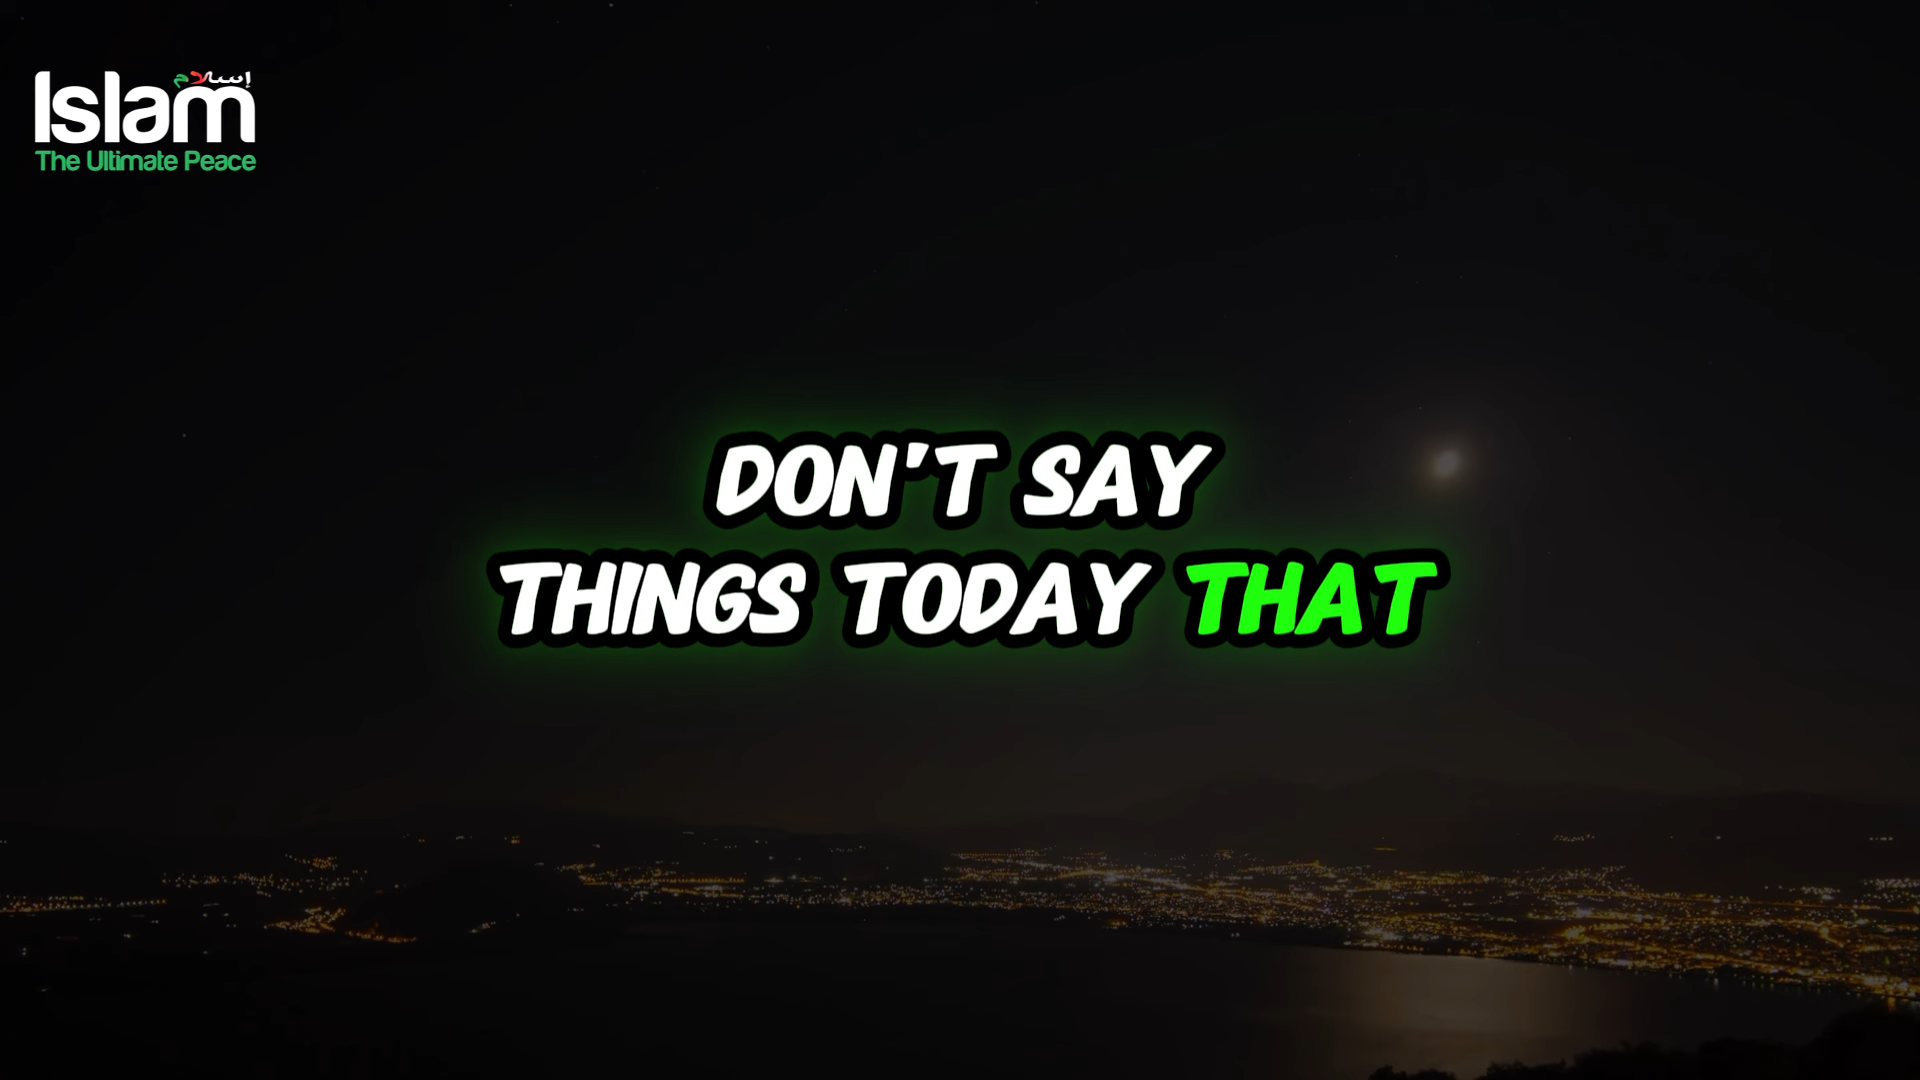 إسلام
Islam
The Ultimate Peace
DON'T SAY
THINGS TODAY THAT